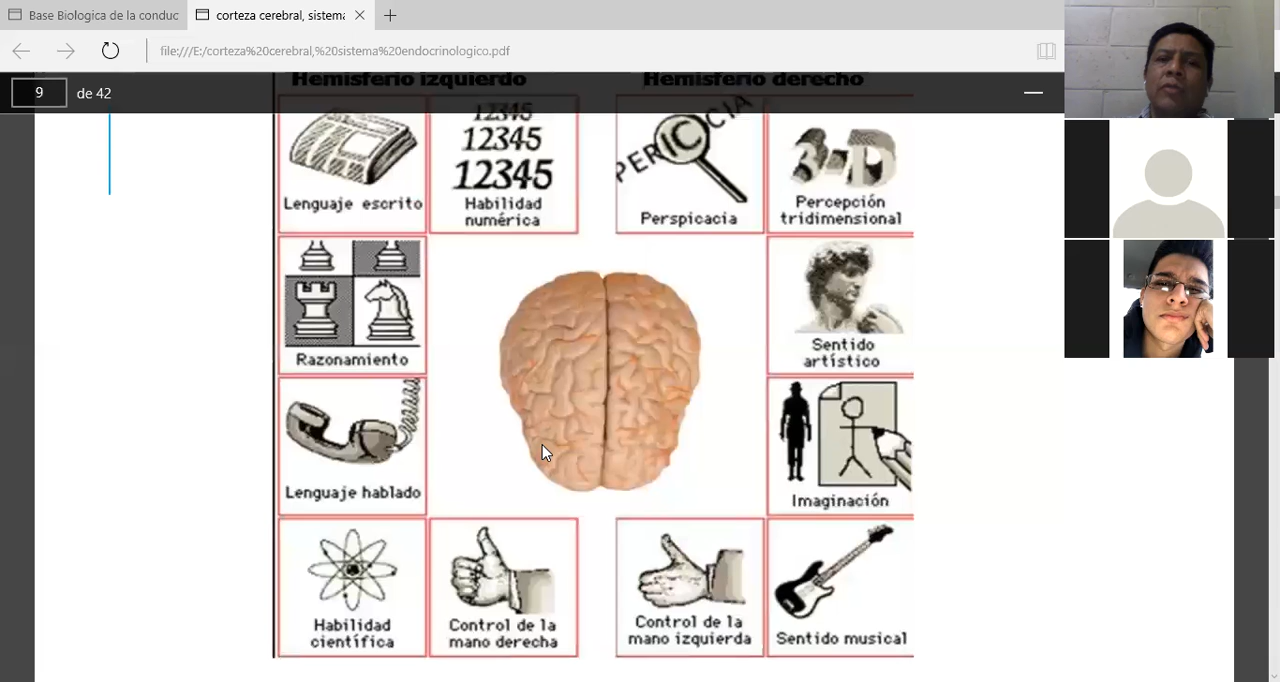 Base Biologica de la conduc
corteza cerebral, sistema
file:///E:/corteza%20cerebral,%20sistema%20endocrinologico.pdf
9
de 42
Hemisferio izquierdo
Hemisferio derecho
12345
12345
12345
PERICIA
IC
3-D
Lenguaje escrito
Habilidad
numérica
Perspicacia
Percepción
tridimensional
Razonamiento
Sentido
artístico
Lenguaje hablado
Imaginación
Habilidad
científica
Control de la
mano derecha
Control de la
mano izquierda
Sentido musical